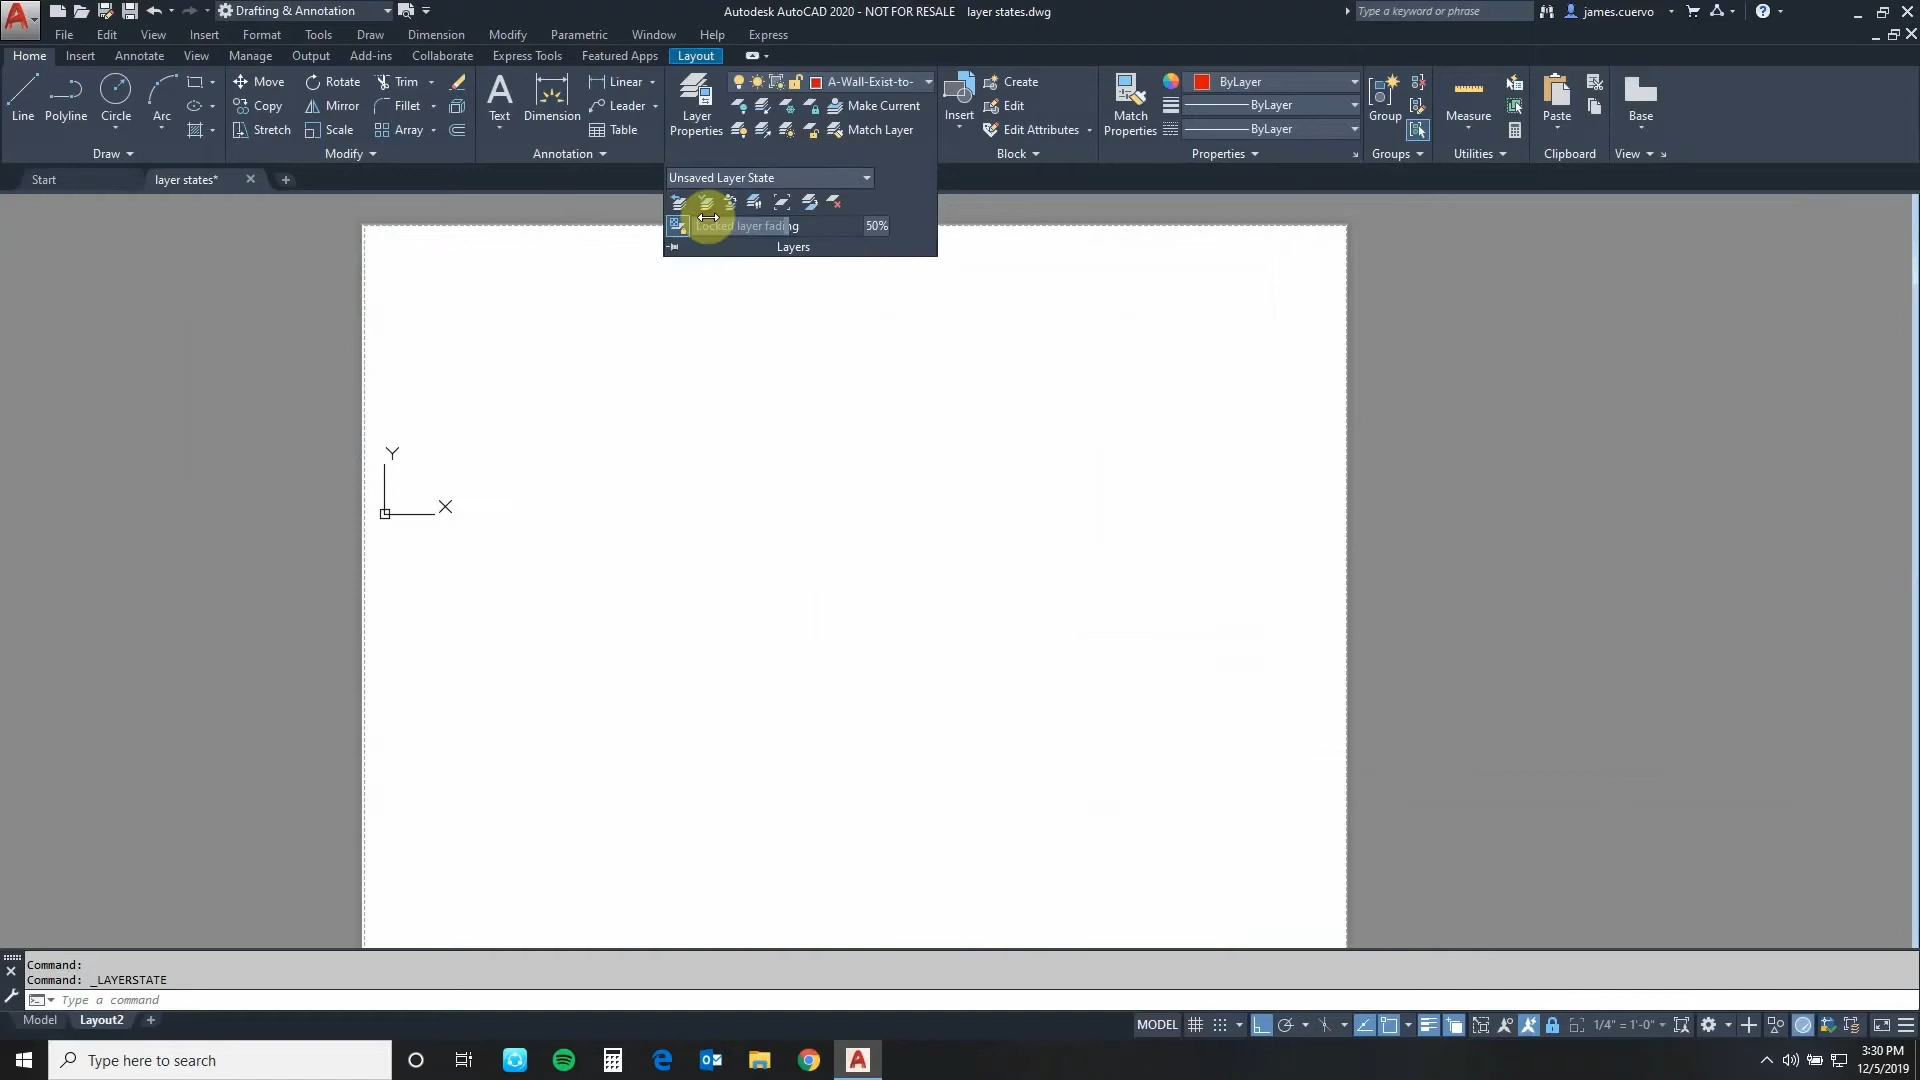 Drafting & Annotation
Autodesk AutoCAD 2020 - NOT FOR RESALE layer states.dwg
Type a keyword or phrase
james.cuervo
File Edit View Insert Format Tools Draw Dimension Modify Parametric Window Help Express
Home Insert Annotate View Manage Output Collaborate Add-ins Express Tools Featured Apps Layout
Line
Polyline
Circle
Arc
Draw
Move
Rotate
Trim
Copy
Mirror
Fillet
Stretch
Scale
Array
Modify
Text
Dimension
Linear
Leader
Table
Annotation
Layer
Properties
A-Wall-Exist-to-
Make Current
Match Layer
Unsaved Layer State
Locked layer fading
50%
Layers
Insert
Create
Edit
Edit Attributes
Block
Match
Properties
ByLayer
ByLayer
ByLayer
Properties
Group
Groups
Measure
Utilities
Paste
Clipboard
Base
View
Start
layer states*
Y
X
Command:
Command: _LAYERSTATE
Type a command
Model
Layout2
MODEL
1/4" = 1'-0"
Type here to search
3:30 PM
12/5/2019